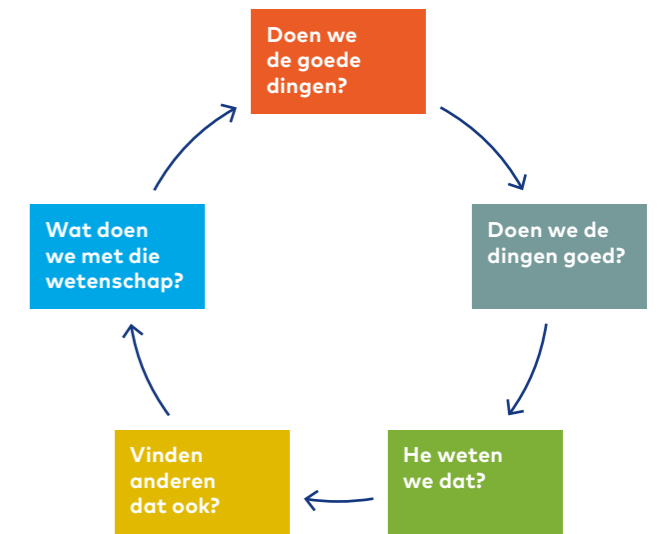 Doen we
de goede
dingen?
Doen we de
dingen goed?
He weten
we dat?
Vinden
anderen
dat ook?
Wat doen
we met die
wetenschap?